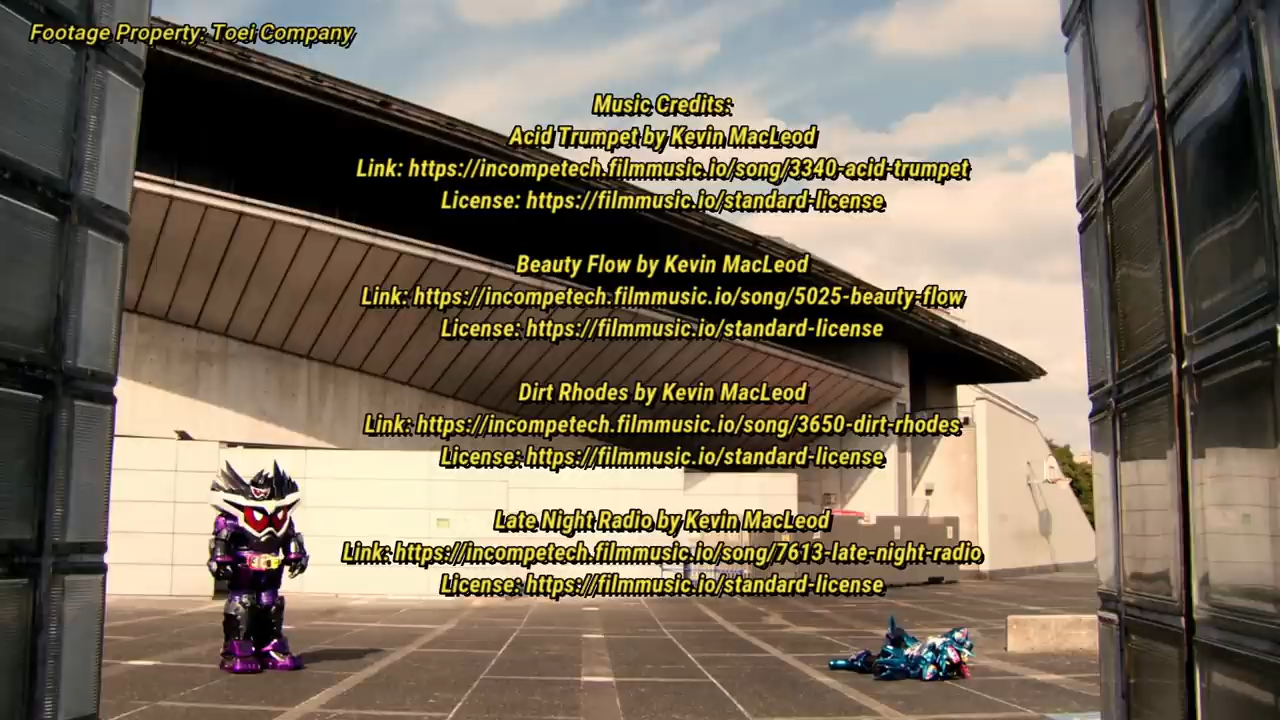 Footage Property: Toei Company
Music Credits:
Acid Trumpet by Kevin MacLeod
Link: https://incompetech.filmmusic.io/song/3340-acid-trumpet
License: https://filmmusic.io/standard-license
Beauty Flow by Kevin MacLeod
Link: https://incompetech.filmmusic.io/song/5025-beauty-flow
License: https://filmmusic.io/standard-license
Dirt Rhodes by Kevin MacLeod
Link: https://incompetech.filmmusic.io/song/3650-dirt-rhodes
License: https://filmmusic.io/standard-license
Late Night Radio by Kevin MacLeod
Link: https://incompetech.filmmusic.io/song/7613-late-night-radio
License: https://filmmusic.io/standard-license